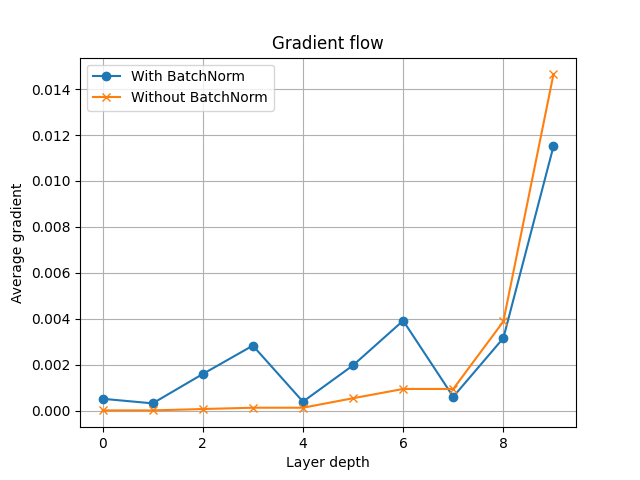 Gradient flow
With BatchNorm
Without BatchNorm
0.014
0.012
0.010
0.008
0.006
0.004
0.002
0.000
Average gradient
0 2 4 6 8
Layer depth